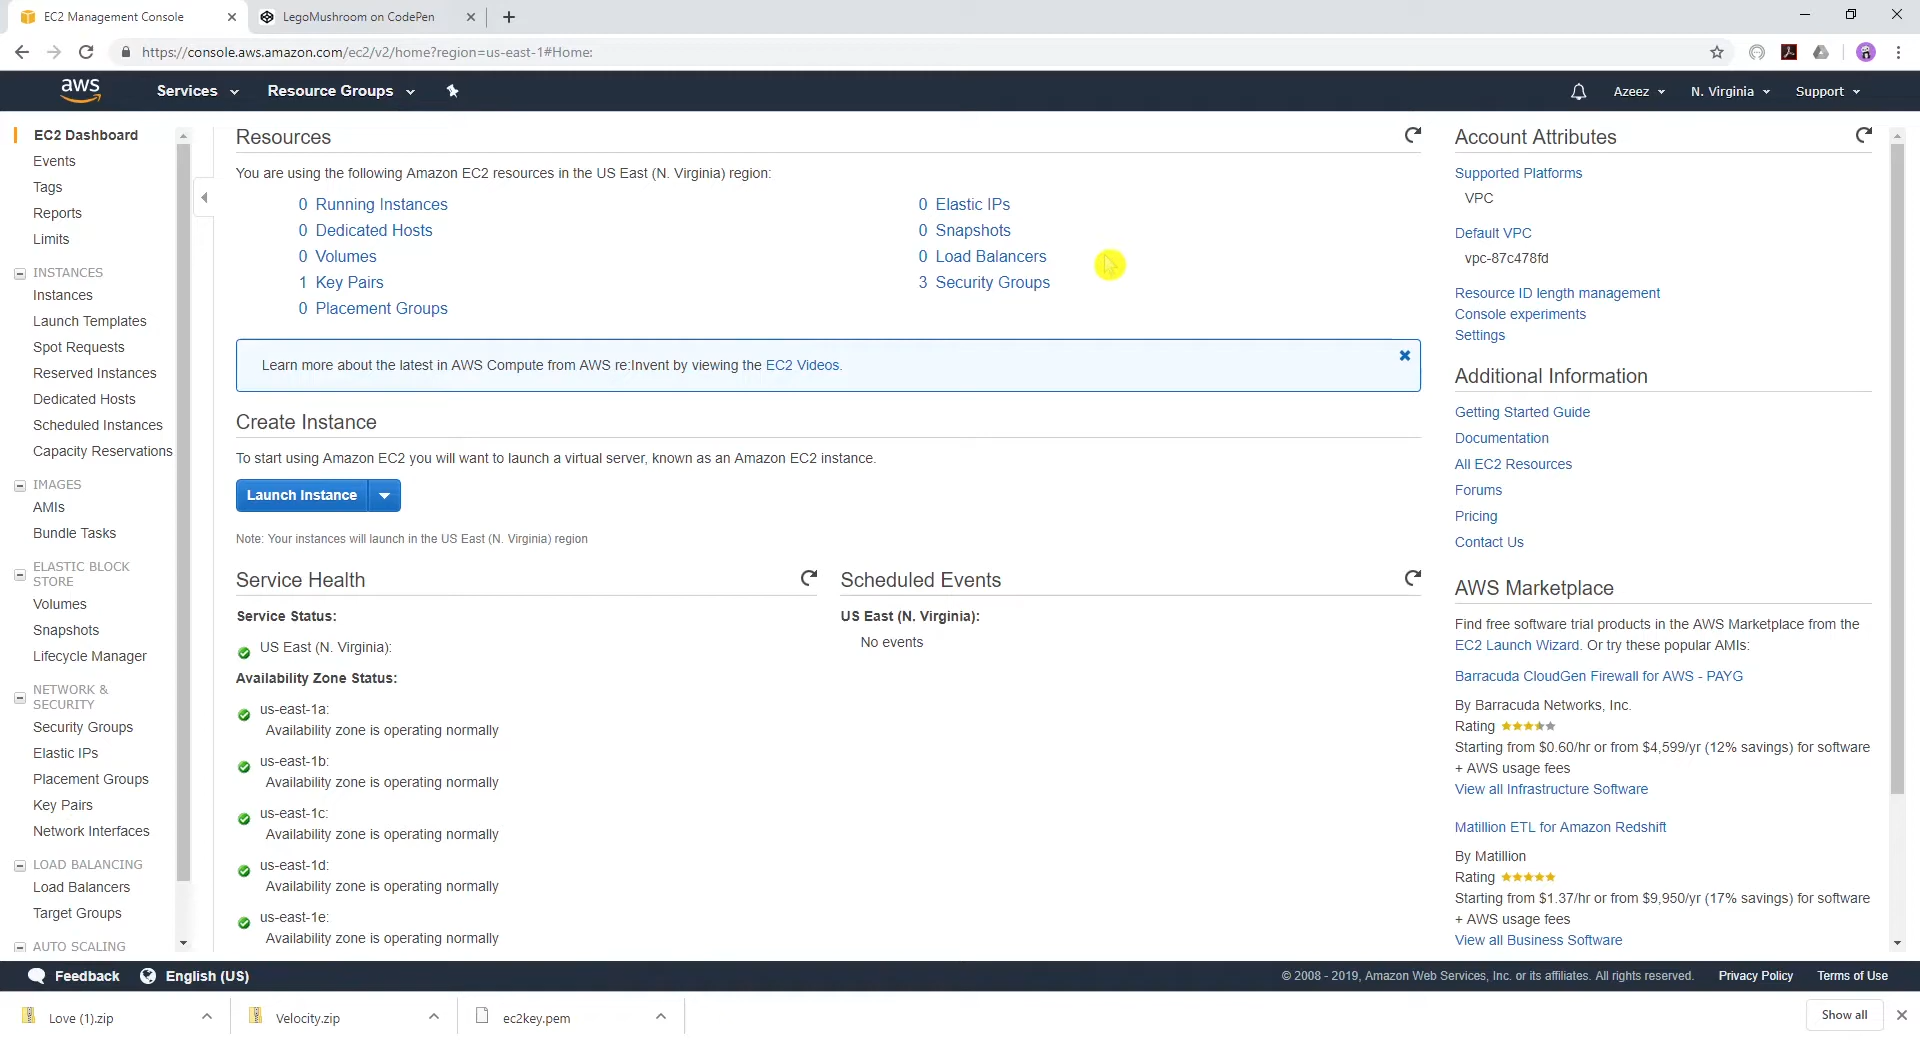 EC2 Management Console
LegoMushroom on CodePen
https://console.aws.amazon.com/ec2/v2/home?region=us-east-1#Home:
aws
Services
Resource Groups
Azeez
N. Virginia
Support
EC2 Dashboard
Events
Tags
Reports
Limits
INSTANCES
Instances
Launch Templates
Spot Requests
Reserved Instances
Dedicated Hosts
Scheduled Instances
Capacity Reservations
IMAGES
AMIs
Bundle Tasks
ELASTIC BLOCK
STORE
Volumes
Snapshots
Lifecycle Manager
NETWORK &
SECURITY
Security Groups
Elastic IPs
Placement Groups
Key Pairs
Network Interfaces
LOAD BALANCING
Load Balancers
Target Groups
AUTO SCALING
Resources
You are using the following Amazon EC2 resources in the US East (N. Virginia) region:
0 Running Instances
0 Dedicated Hosts
0 Volumes
1 Key Pairs
0 Placement Groups
0 Elastic IPs
0 Snapshots
0 Load Balancers
3 Security Groups
Learn more about the latest in AWS Compute from AWS re:Invent by viewing the EC2 Videos.
Create Instance
To start using Amazon EC2 you will want to launch a virtual server, known as an Amazon EC2 instance.
Launch Instance
Note: Your instances will launch in the US East (N. Virginia) region
Service Health
Service Status:
US East (N. Virginia):
Availability Zone Status:
us-east-1a:
Availability zone is operating normally
us-east-1b:
Availability zone is operating normally
us-east-1c:
Availability zone is operating normally
us-east-1d:
Availability zone is operating normally
us-east-1e:
Availability zone is operating normally
Scheduled Events
US East (N. Virginia):
No events
Account Attributes
Supported Platforms
VPC
Default VPC
vpc-87c478fd
Resource ID length management
Console experiments
Settings
Additional Information
Getting Started Guide
Documentation
All EC2 Resources
Forums
Pricing
Contact Us
AWS Marketplace
Find free software trial products in the AWS Marketplace from the
EC2 Launch Wizard. Or try these popular AMIs:
Barracuda CloudGen Firewall for AWS - PAYG
By Barracuda Networks, Inc.
Rating
Starting from $0.60/hr or from $4,599/yr (12% savings) for software
+ AWS usage fees
View all Infrastructure Software
Matillion ETL for Amazon Redshift
By Matillion
Rating
Starting from $1.37/hr or from $9,950/yr (17% savings) for software
+ AWS usage fees
View all Business Software
Feedback
English (US)
© 2008 - 2019, Amazon Web Services, Inc. or its affiliates. All rights reserved.
Privacy Policy
Terms of Use
Love (1).zip
Velocity.zip
ec2key.pem
Show all